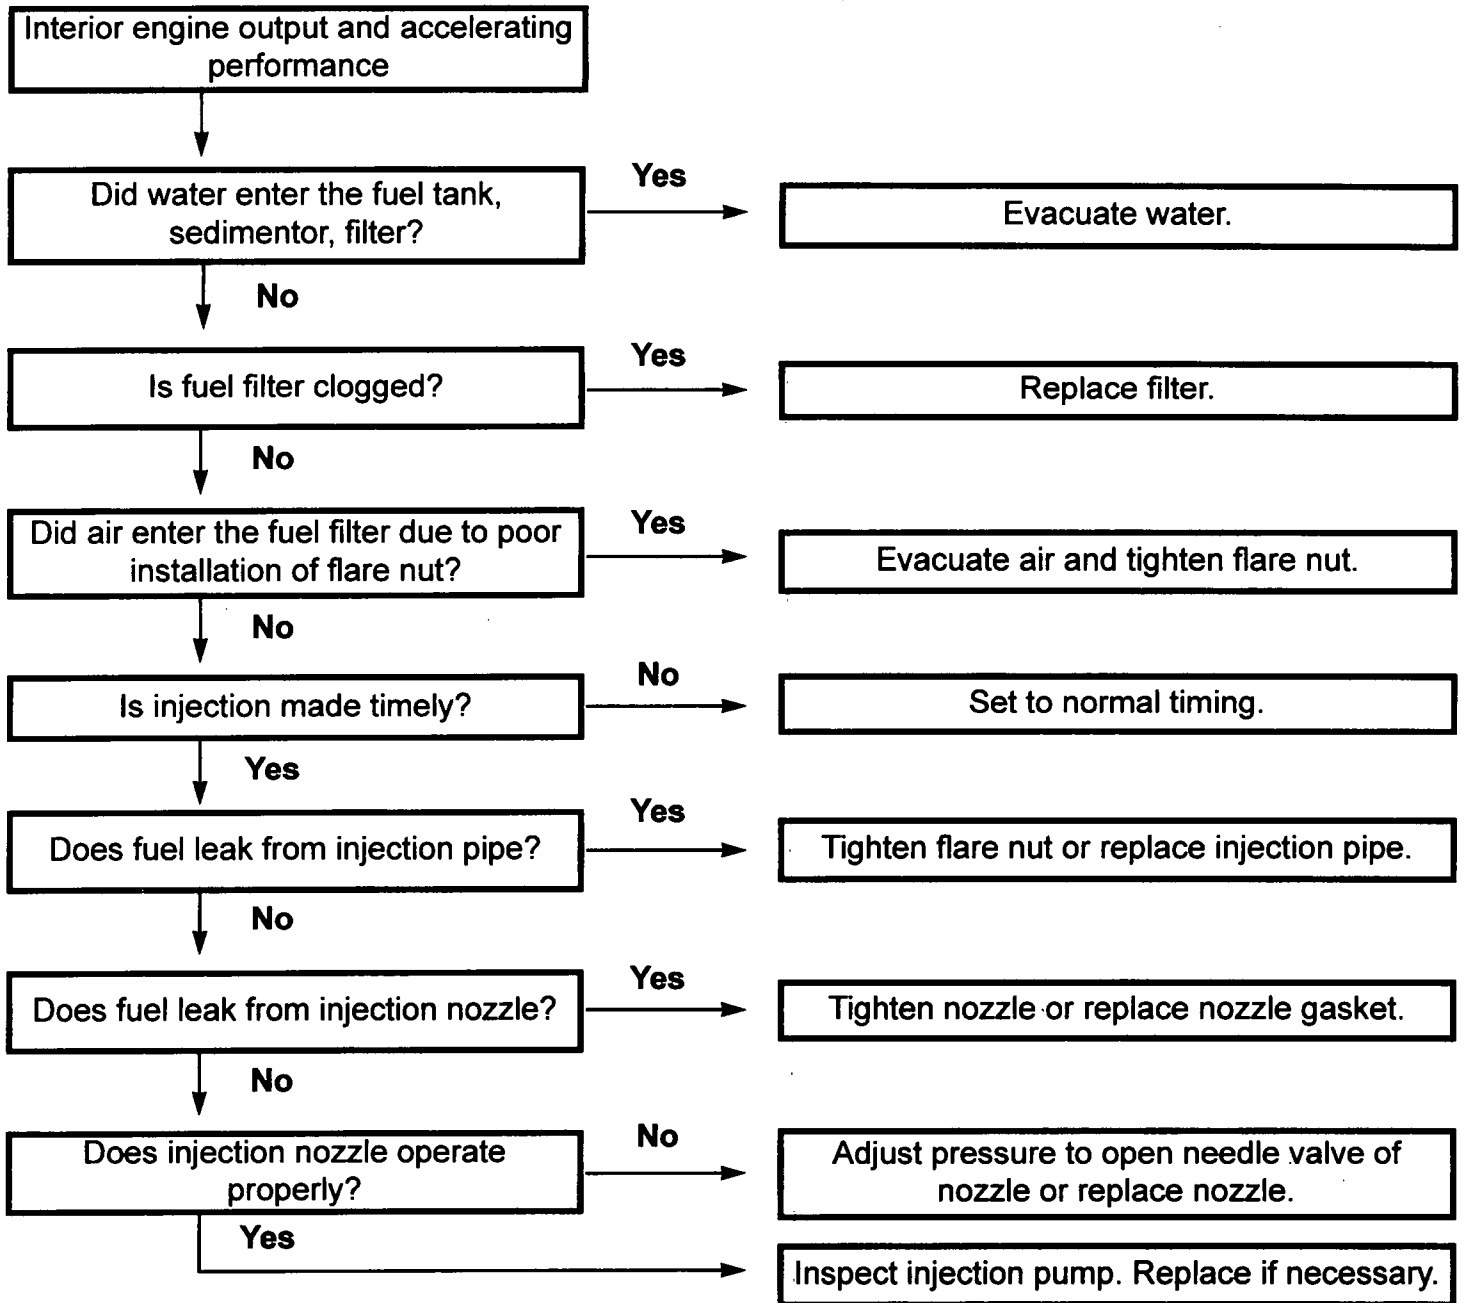 Interior engine output and accelerating
performance
Did water enter the fuel tank,
sedimentor, filter?
Yes
Evacuate water.
No
Is fuel filter clogged?
Yes
Replace filter.
No
Did air enter the fuel filter due to poor
installation of flare nut?
Yes
Evacuate air and tighten flare nut.
No
Is injection made timely?
No
Set to normal timing.
Yes
Does fuel leak from injection pipe?
Yes
Tighten flare nut or replace injection pipe.
No
Does fuel leak from injection nozzle?
Yes
Tighten nozzle or replace nozzle gasket.
No
Does injection nozzle operate
properly?
No
Adjust pressure to open needle valve of
nozzle or replace nozzle.
Yes
Inspect injection pump. Replace if necessary.